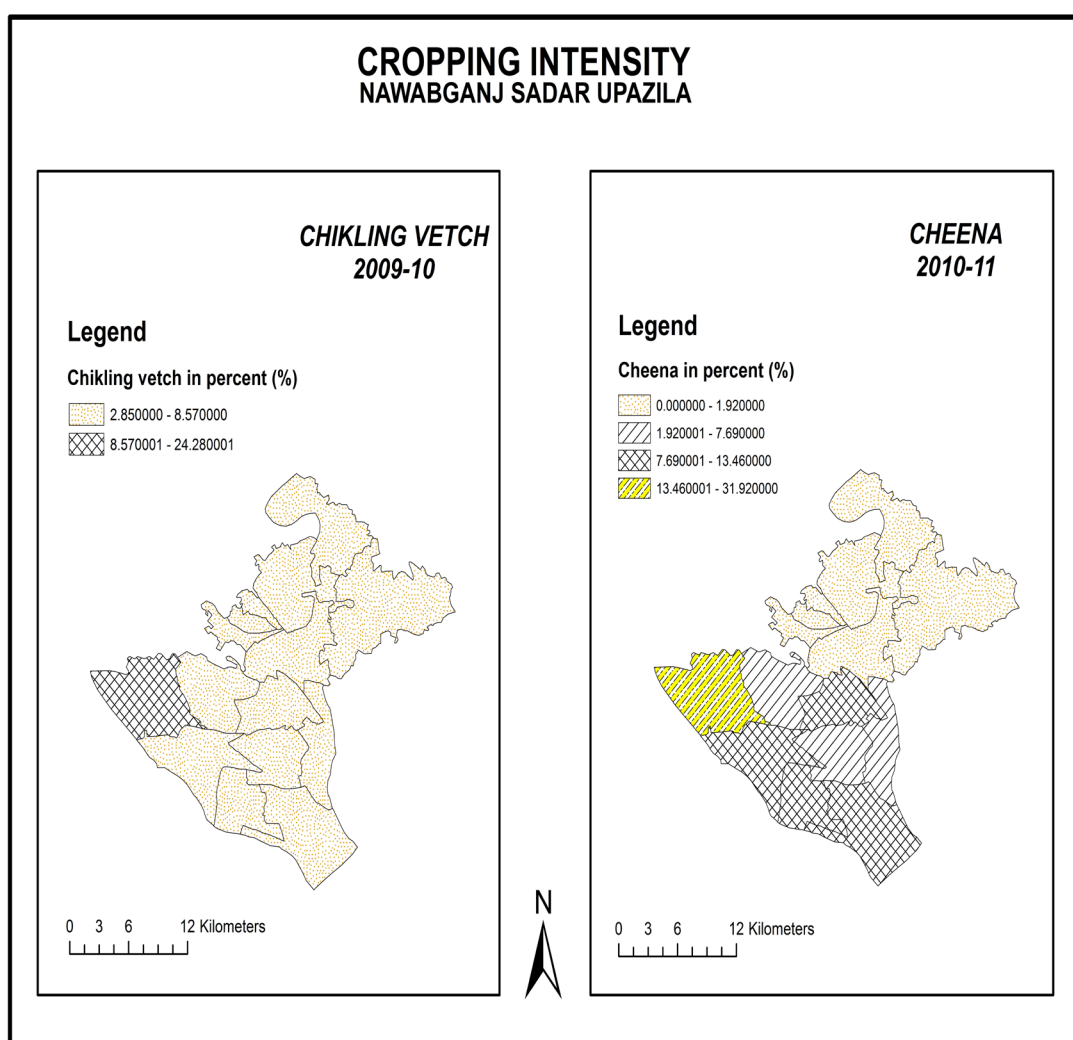 CROPPING INTENSITY
NAWABGANJ SADAR UPAZILA
CHIKLING VETCH
2009-10
Legend
Chikling vetch in percent (%)
2.850000 - 8.570000
8.570001 - 24.280001
0 3 6 12 Kilometers
N
CHEENA
2010-11
Legend
Cheena in percent (%)
0.000000 - 1.920000
1.920001 - 7.690000
7.690001 - 13.460000
13.460001 - 31.920000
0 3 6 12 Kilometers